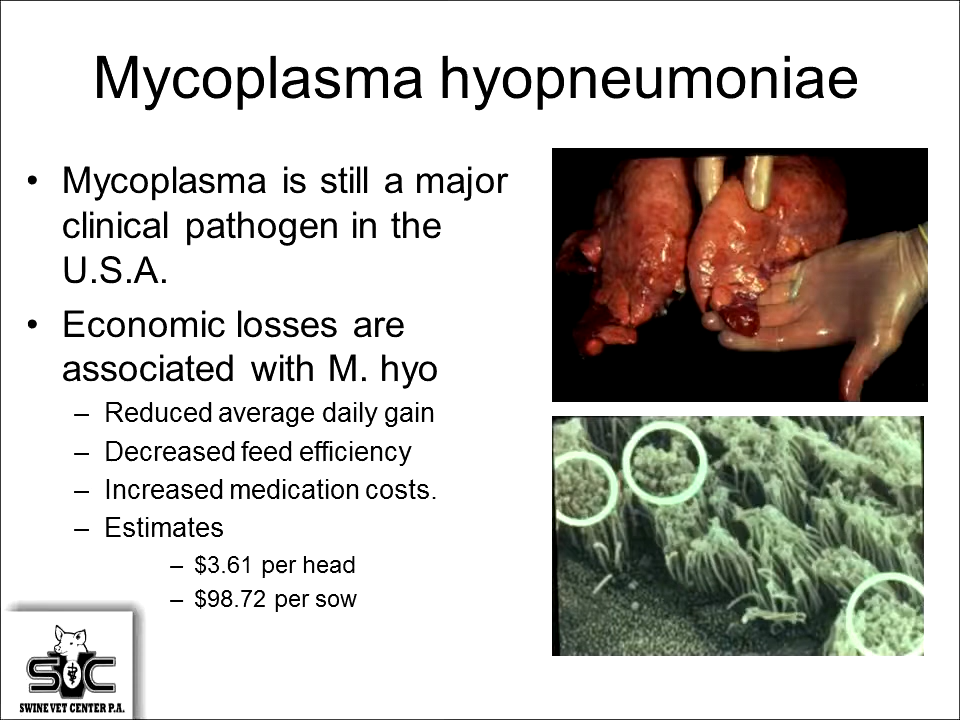 Mycoplasma hyopneumoniae
• Mycoplasma is still a major
clinical pathogen in the
U.S.A.
• Economic losses are
associated with M. hyo
– Reduced average daily gain
– Decreased feed efficiency
– Increased medication costs.
– Estimates
– $3.61 per head
– $98.72 per sow
SVC
SWINE VET CENTER P.A.